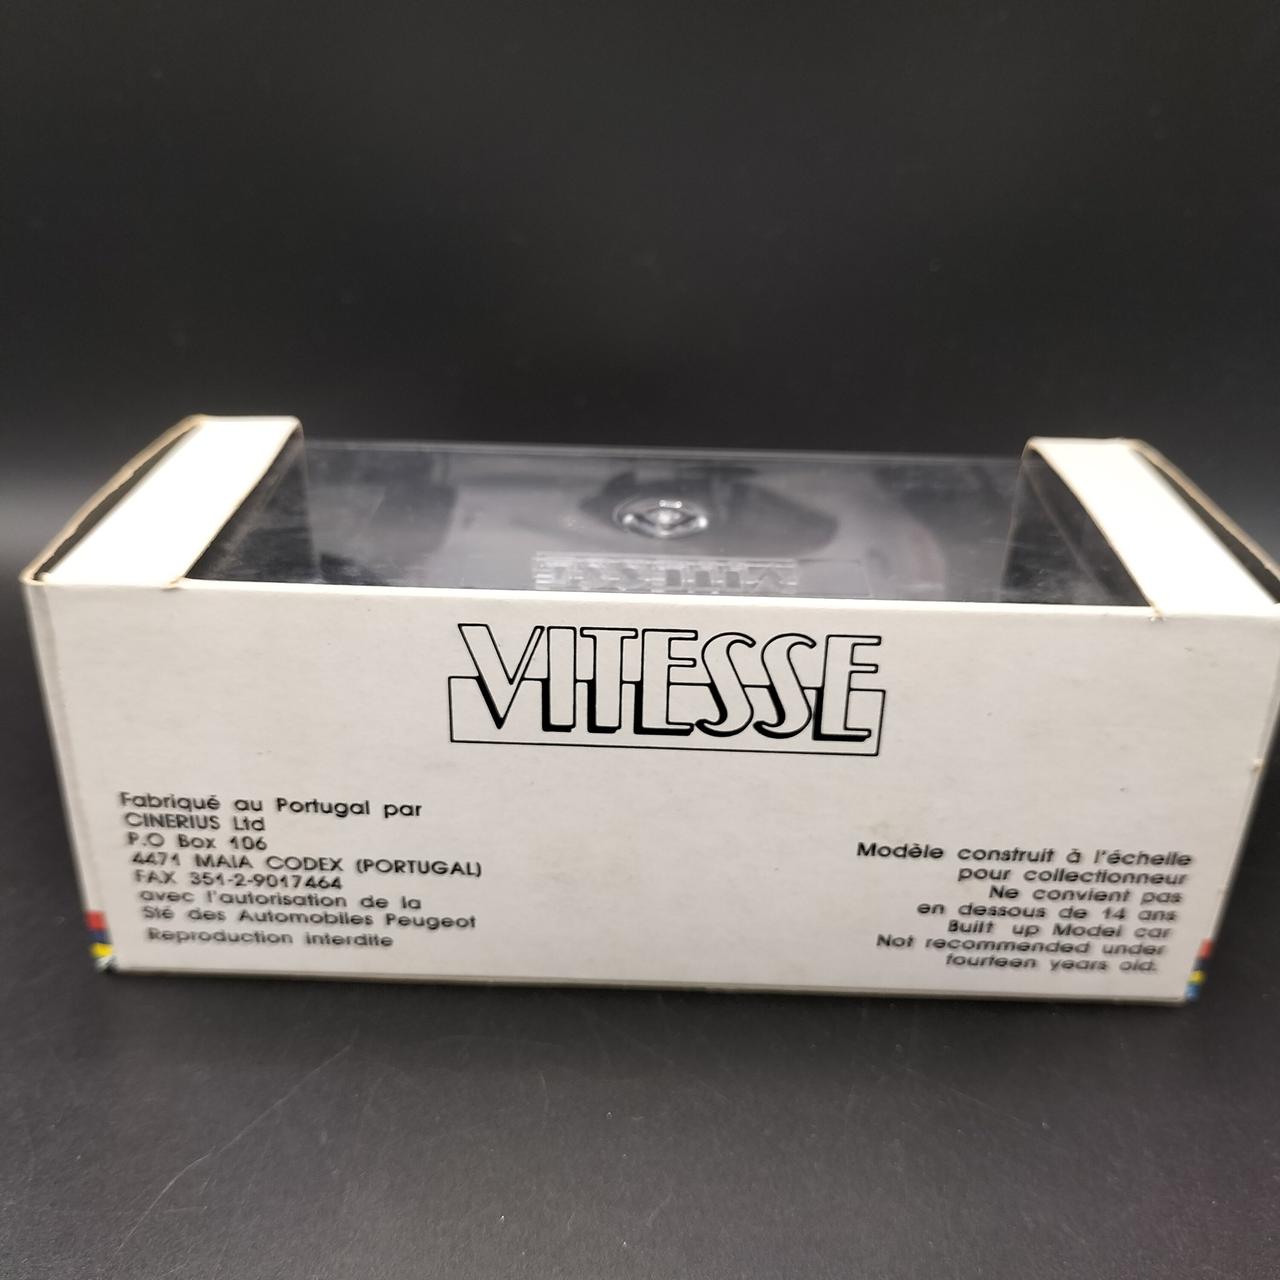 VITESSE
VITESSE
Fabriqué au Portugal par
CINERIUS Ltd
P.O Box 106
4471 MAIA CODEX (PORTUGAL)
FAX 351-2-9017464
avec l'autorisation de la
Sté des Automobiles Peugeot
Reproduction interdite
Modèle construit à l'échelle
pour collectionneur
Ne convient pas
en dessous de 14 ans
Built up Model car
Not recommended under
fourteen years old.